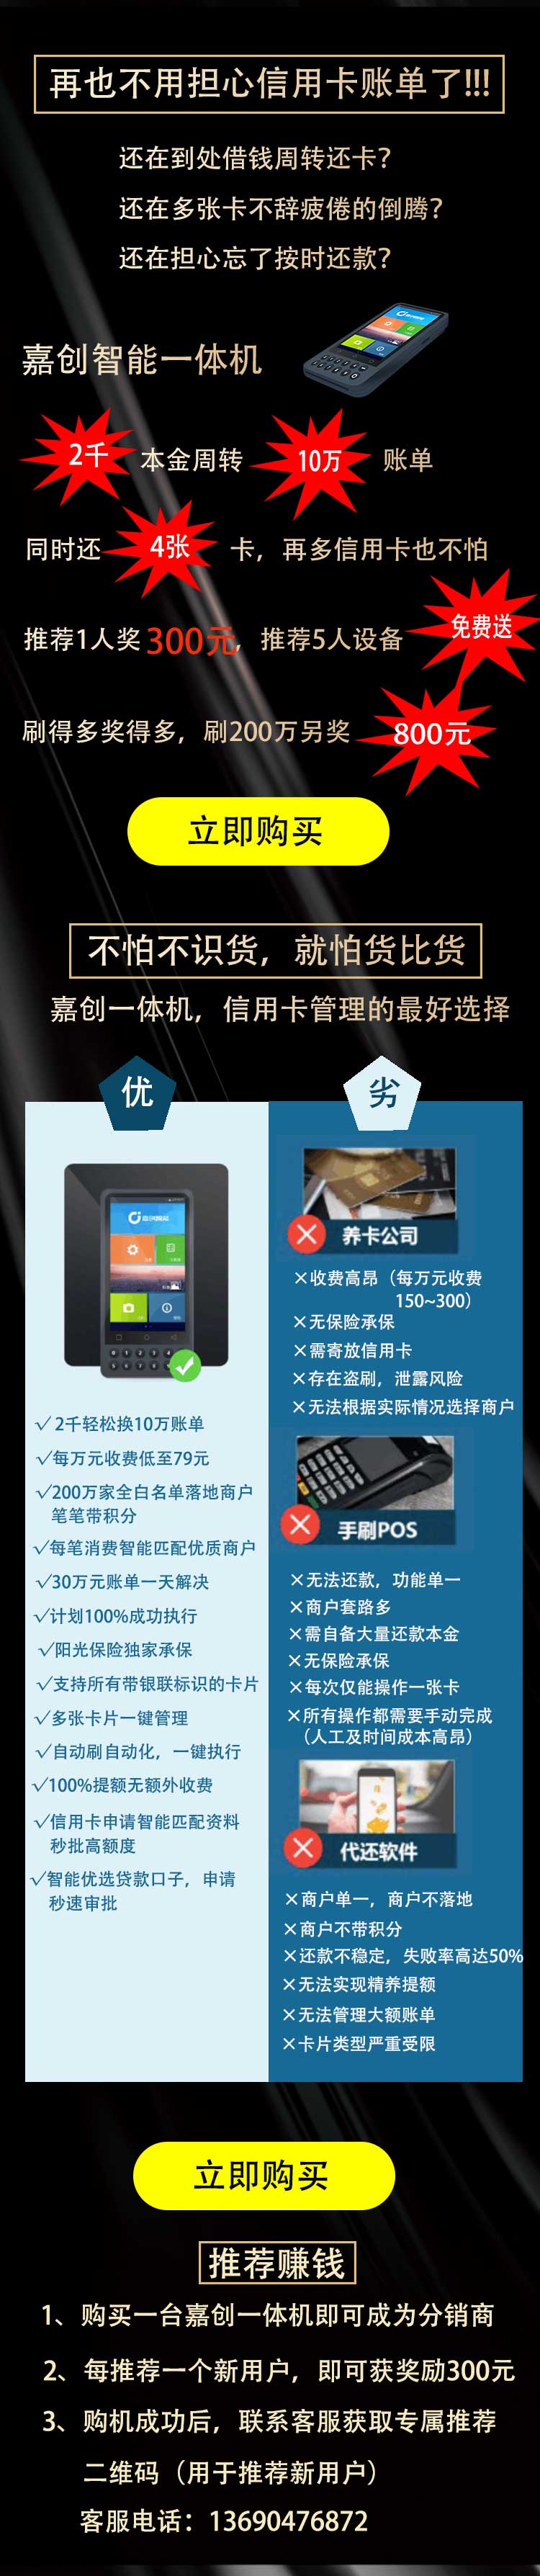 再也不用担心信用卡账单了!!!
还在到处借钱周转还卡?
还在多张卡不辞疲倦的倒腾?
还在担心忘了按时还款?
嘉创智能一体机
2千 本金周转 10万 账单
同时还 4张 卡，再多信用卡也不怕
推荐1人奖300元，推荐5人设备 免费送
刷得多奖得多，刷200万另奖 800元
立即购买
不怕不识货，就怕货比货
嘉创一体机，信用卡管理的最好选择
优
√2千轻松换10万账单
√每万元收费低至79元
√200万家全白名单落地商户
笔笔带积分
√每笔消费智能匹配优质商户
√30万元账单一天解决
√计划100%成功执行
√阳光保险独家承保
√支持所有带银联标识的卡片
√多张卡片一键管理
√自动刷自动化，一键执行
√100%提额无额外收费
√信用卡申请智能匹配资料
秒批高额度
√智能优选贷款口子，申请
秒速审批
劣
养卡公司
×收费高昂（每万元收费
150~300）
×无保险承保
×需寄放信用卡
×存在盗刷，泄露风险
×无法根据实际情况选择商户
手刷POS
×无法还款，功能单一
×商户套路多
×需自备大量还款本金
×无保险承保
×每次仅能操作一张卡
×所有操作都需要手动完成
（人工及时间成本高昂）
代还软件
×商户单一，商户不落地
×商户不带积分
×还款不稳定，失败率高达50%
×无法实现精养提额
×无法管理大额账单
×卡片类型严重受限
立即购买
推荐赚钱
1、购买一台嘉创一体机即可成为分销商
2、每推荐一个新用户，即可获奖励300元
3、购机成功后，联系客服获取专属推荐
二维码（用于推荐新用户）
客服电话：13690476872